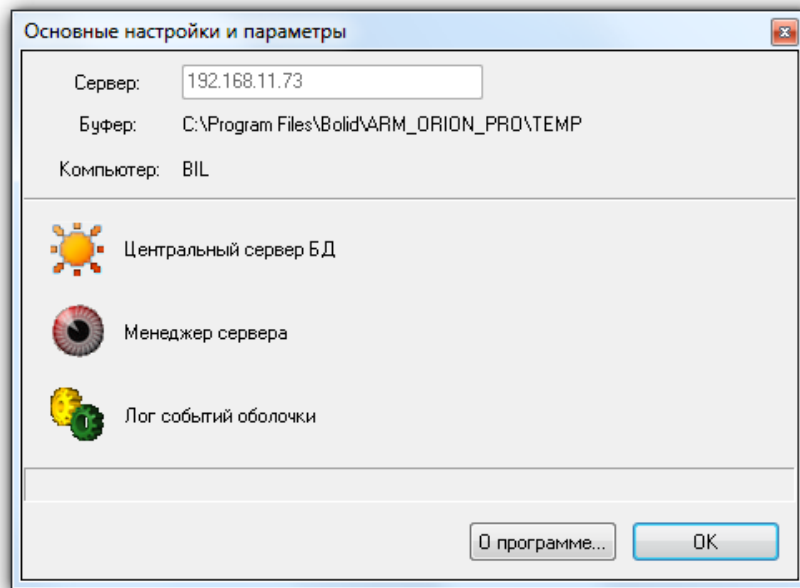 Основные настройки и параметры
Сервер: 192.168.11.73
Буфер: C:\Program Files\Bolid\ARM_ORION_PRO\TEMP
Компьютер: BIL
Центральный сервер БД
Менеджер сервера
Лог событий оболочки
О программе... OK